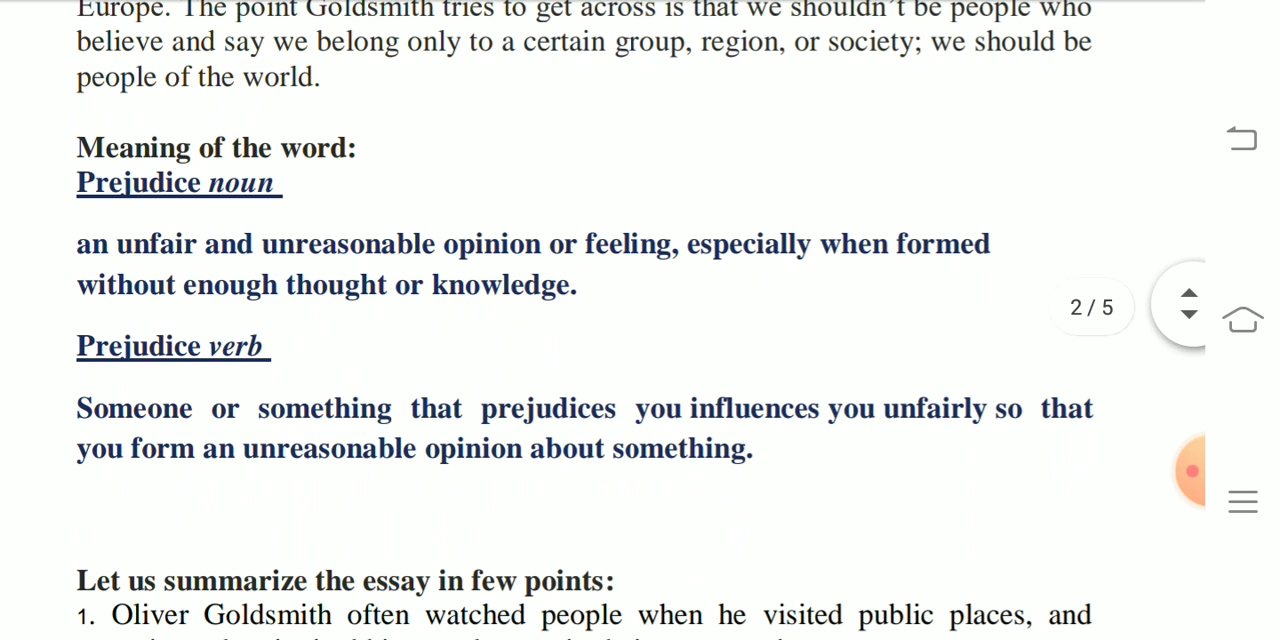 Europe. The point Goldsmith tries to get across is that we shouldn't be people who
believe and say we belong only to a certain group, region, or society; we should be
people of the world.
Meaning of the word:
Prejudice noun
an unfair and unreasonable opinion or feeling, especially when formed
without enough thought or knowledge.
2 / 5
Prejudice verb
Someone or something that prejudices you influences you unfairly so that
you form an unreasonable opinion about something.
Let us summarize the essay in few points:
1. Oliver Goldsmith often watched people when he visited public places, and